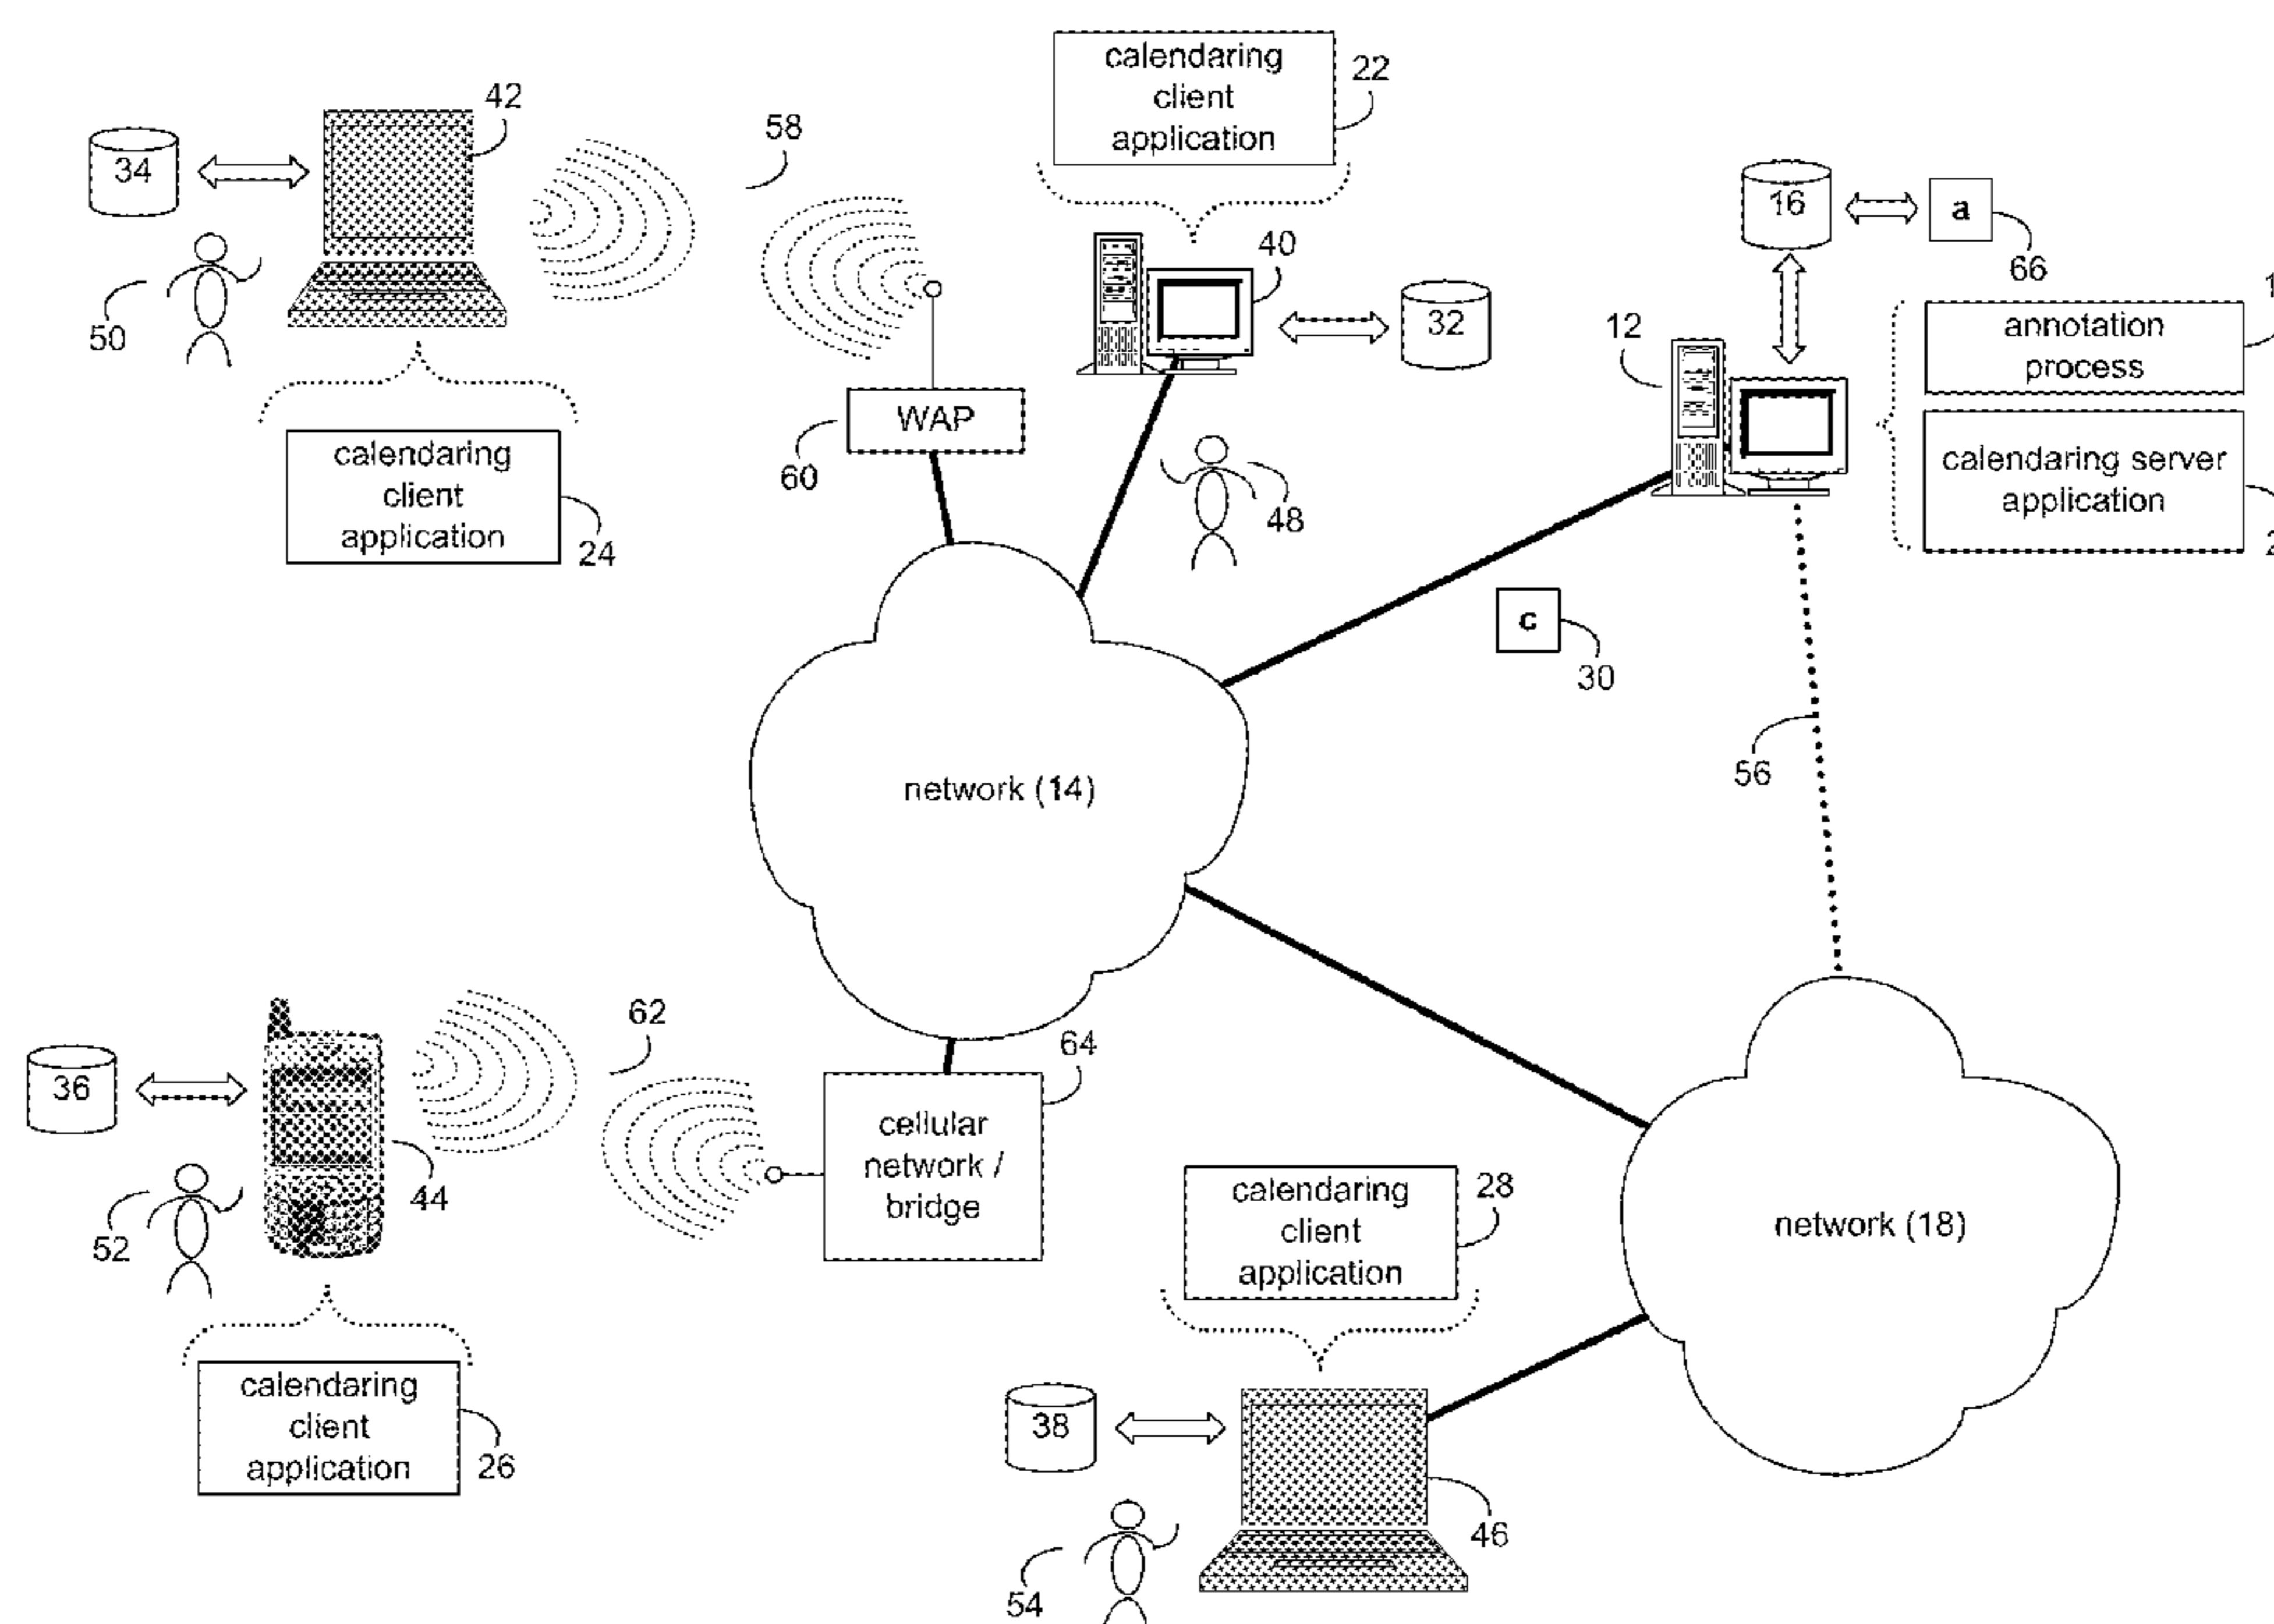 calendaring
client
application
22
42
58
34
16
a
66
40
50
32
12
1
annotation
process
WAP
60
calendaring
client
application
24
48
calendaring server
application
2
c
30
56
network (14)
62
64
36
44
cellular
network /
bridge
52
calendaring
client
application
28
network (18)
calendaring
client
application
26
38
46
54